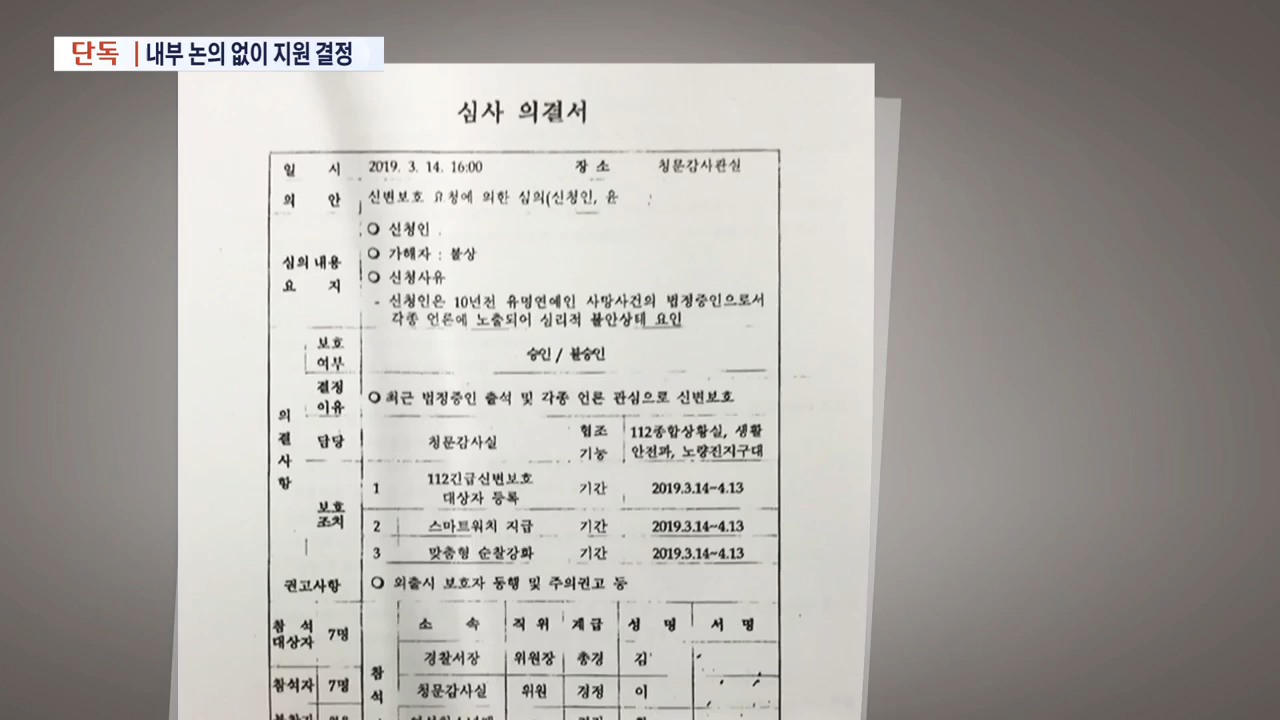 단독 | 내부 논의 없이 지원 결정
심사 의결서
일 시 2019. 3. 14. 16:00 장 소 청문감사관실
의 안 신변보호 요청에 의한 심의(신청인, 윤
심의 내용 요 지
❍ 신청인
❍ 가해자 : 불상
❍ 신청사유
- 신청인은 10년전 유명연예인 사망사건의 법정증인으로서
각종 언론에 노출되어 심리적 불안상태 요인
의결사항
보호 여부 승인 / 불승인
결정 이유 ❍ 최근 법정증인 출석 및 각종 언론 관심으로 신변보호
담당 청문감사실 협조 기능 112종합상황실, 생활
안전과, 노량진지구대
보호 조치
1 112긴급신변보호 대상자 등록 기간 2019.3.14~4.13
2 스마트워치 지급 기간 2019.3.14~4.13
3 맞춤형 순찰강화 기간 2019.3.14~4.13
권고사항 ❍ 외출시 보호자 동행 및 주의권고 등
참 석 대상자 7명
참석자 7명
참 석
소 속 직 위 계급 성 명 서 명
경찰서장 위원장 총경 김
청문감사실 위원 경정 이